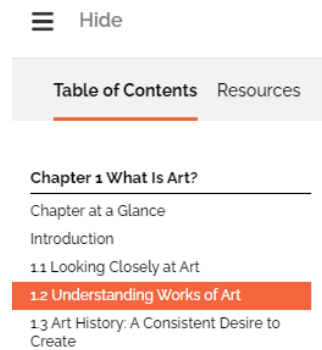 Hide
Table of Contents Resources
Chapter 1 What Is Art?
Chapter at a Glance
Introduction
1.1 Looking Closely at Art
1.2 Understanding Works of Art
1.3 Art History: A Consistent Desire to
Create